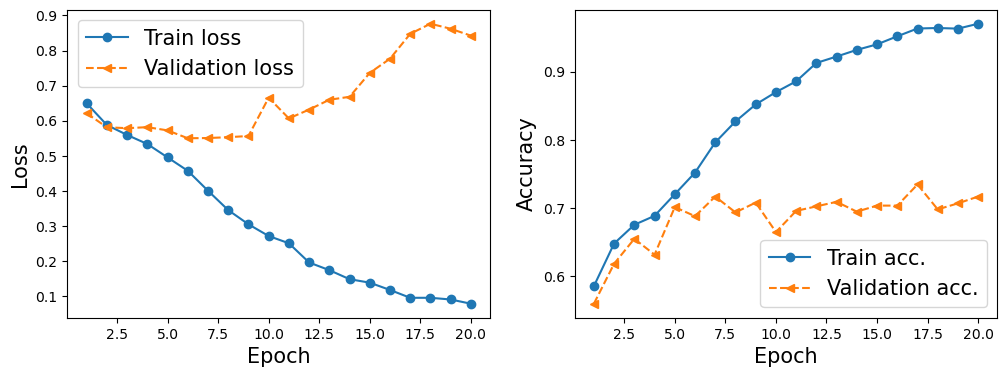 Train loss
Validation loss
0.9
0.8
0.7
0.6
0.5
0.4
0.3
0.2
0.1
Loss
2.5 5.0 7.5 10.0 12.5 15.0 17.5 20.0
Epoch
0.9
0.8
0.7
0.6
Accuracy
Train acc.
Validation acc.
2.5 5.0 7.5 10.0 12.5 15.0 17.5 20.0
Epoch